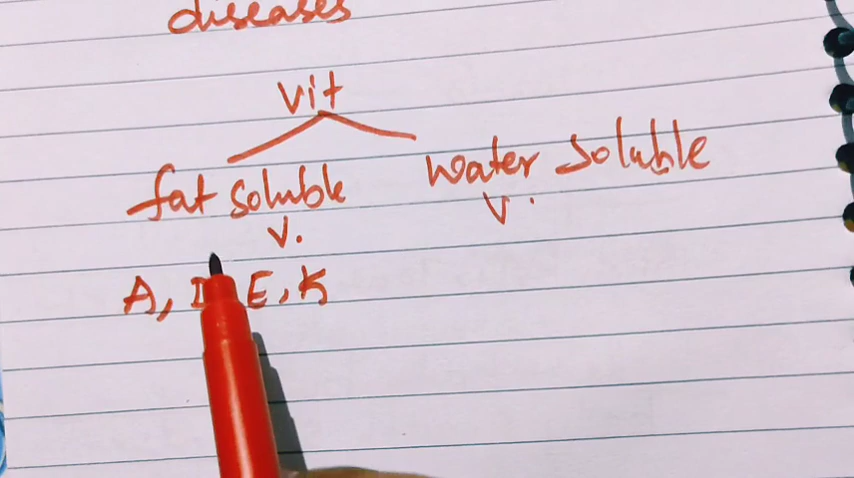 diseases
vit
fat soluble water soluble
V. V.
A, D E, K